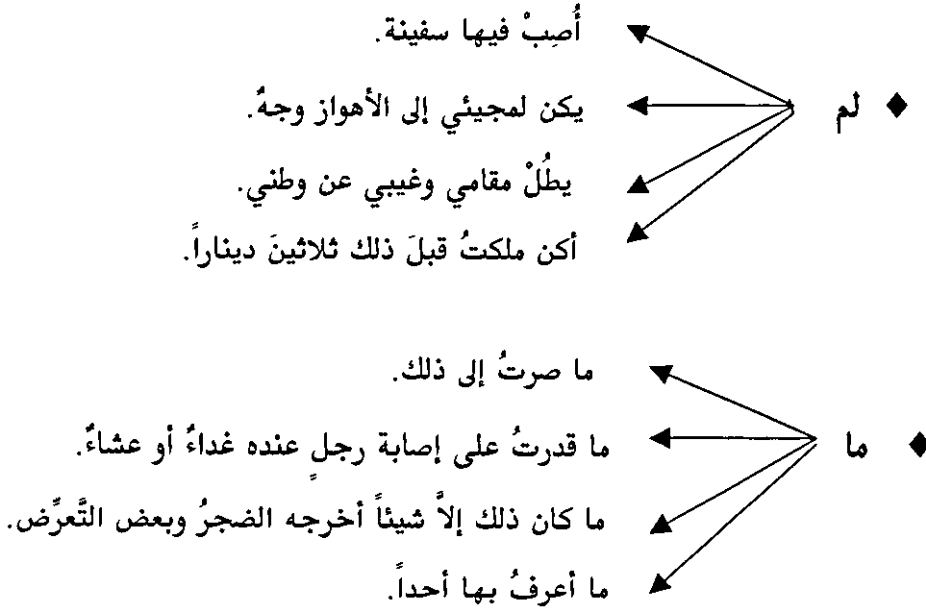 أُصِبْ فيها سفينة.
♦ لم
يكن لمجيئي إلى الأهواز وجهٌ.
يطُلْ مقامي وغيبي عن وطني.
أكن ملكتُ قبلَ ذلك ثلاثينَ ديناراً.
ما صرتُ إلى ذلك.
♦ ما
ما قدرتُ على إصابة رجلٍ عنده غداءٌ أو عشاءٌ.
ما كان ذلك إلاَّ شيئاً أخرجه الضجرُ وبعض التَّعرِّض.
ما أعرفُ بها أحداً.